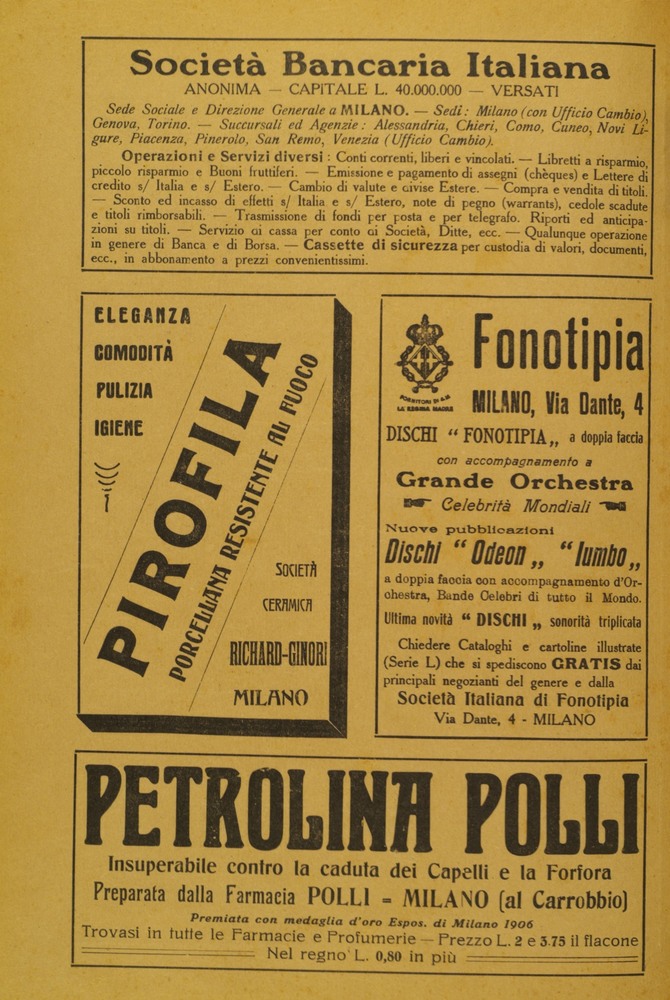 Società Bancaria Italiana
ANONIMA — CAPITALE L. 40.000.000 — VERSATI
Sede Sociale e Direzione Generale a MILANO. — Sedi: Milano (con Ufficio Cambio),
Genova, Torino. — Succursali ed Agenzie: Alessandria, Chieri, Como, Cuneo, Novi Li-
gure, Piacenza, Pinerolo, San Remo, Venezia (Ufficio Cambio).
Operazioni e Servizi diversi: Conti correnti, liberi e vincolati. — Libretti a risparmio,
piccolo risparmio e Buoni fruttiferi. — Emissione e pagamento di assegni (chèques) e Lettere di
credito s/ Italia e s/ Estero. — Cambio di valute e civise Estere. — Compra e vendita di titoli.
— Sconto ed incasso di effetti s/ Italia e s/ Estero, note di pegno (warrants), cedole scadute
e titoli rimborsabili. — Trasmissione di fondi per posta e per telegrafo. Riporti ed anticipa-
zioni su titoli. — Servizio di cassa per conto di Società, Ditte, ecc. — Qualunque operazione
in genere di Banca e di Borsa. — Cassette di sicurezza per custodia di valori, documenti,
ecc., in abbonamento a prezzi convenientissimi.
ELEGANZA
COMODITÀ
PULIZIA
IGIENE
PIROFILA
PORCELLANA RESISTENTE AL FUOCO
SOCIETÀ
CERAMICA
RICHARD-GINORI
MILANO
FORNITORI DI S.M.
LA REGINA MADRE
Fonotipia
MILANO, Via Dante, 4
DISCHI “ FONOTIPIA „ a doppia faccia
con accompagnamento a
Grande Orchestra
Celebrità Mondiali
Nuove pubblicazioni
Dischi “ Odeon „ “ Iumbo „
a doppia faccia con accompagnamento d'Or-
chestra, Bande Celebri di tutto il Mondo.
Ultima novità “ DISCHI „ sonorità triplicata
Chiedere Cataloghi e cartoline illustrate
(Serie L) che si spediscono GRATIS dai
principali negozianti del genere e dalla
Società Italiana di Fonotipia
Via Dante, 4 - MILANO
PETROLINA POLLI
Insuperabile contro la caduta dei Capelli e la Forfora
Preparata dalla Farmacia POLLI = MILANO (al Carrobbio)
Premiata con medaglia d'oro Espos. di Milano 1906
Trovasi in tutte le Farmacie e Profumerie — Prezzo L. 2 e 3.75 il flacone
Nel regno L. 0,80 in più